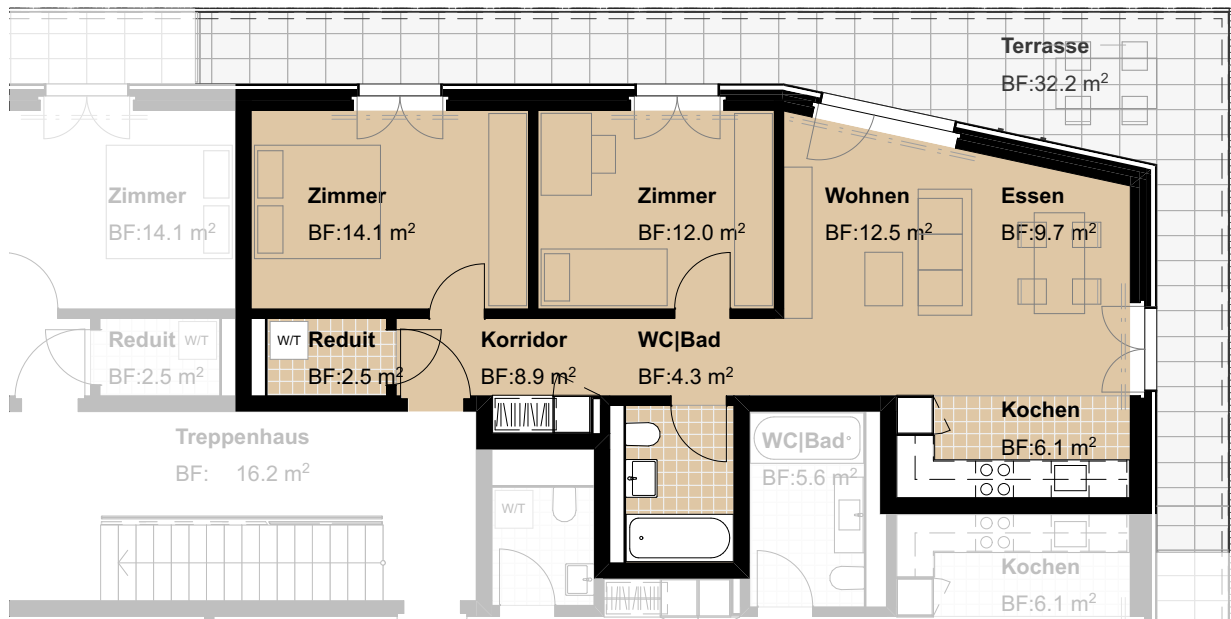 Terrasse
BF:32.2 m²
Zimmer
BF:14.1 m²
Zimmer
BF:14.1 m²
Zimmer
BF:12.0 m²
Wohnen
BF:12.5 m²
Essen
BF:9.7 m²
Reduit
W/T
BF:2.5 m²
W/T
Reduit
BF:2.5 m²
Korridor
BF:8.9 m²
WC|Bad
BF:4.3 m²
Kochen
BF:6.1 m²
Treppenhaus
BF: 16.2 m²
WC|Bad
BF:5.6 m²
W/T
Kochen
BF:6.1 m²